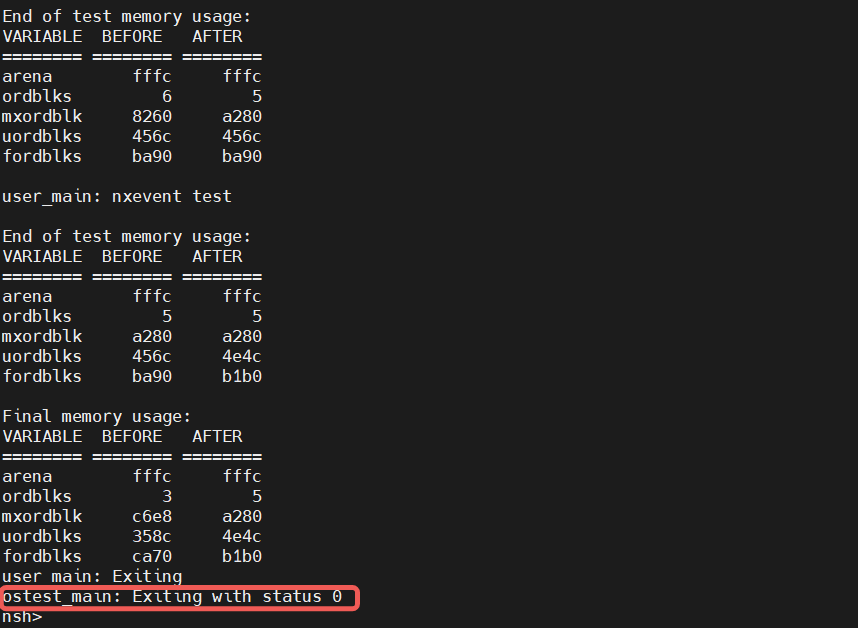 End of test memory usage:
VARIABLE  BEFORE   AFTER
======== ======== ========
arena        fffc     fffc
ordblks         6        5
mxordblk     8260     a280
uordblks     456c     456c
fordblks     ba90     ba90

user_main: nxevent test

End of test memory usage:
VARIABLE  BEFORE   AFTER
======== ======== ========
arena        fffc     fffc
ordblks         5        5
mxordblk     a280     a280
uordblks     456c     4e4c
fordblks     ba90     b1b0

Final memory usage:
VARIABLE  BEFORE   AFTER
======== ======== ========
arena        fffc     fffc
ordblks         3        5
mxordblk     c6e8     a280
uordblks     358c     4e4c
fordblks     ca70     b1b0
user_main: Exiting
ostest_main: Exiting with status 0
nsh>